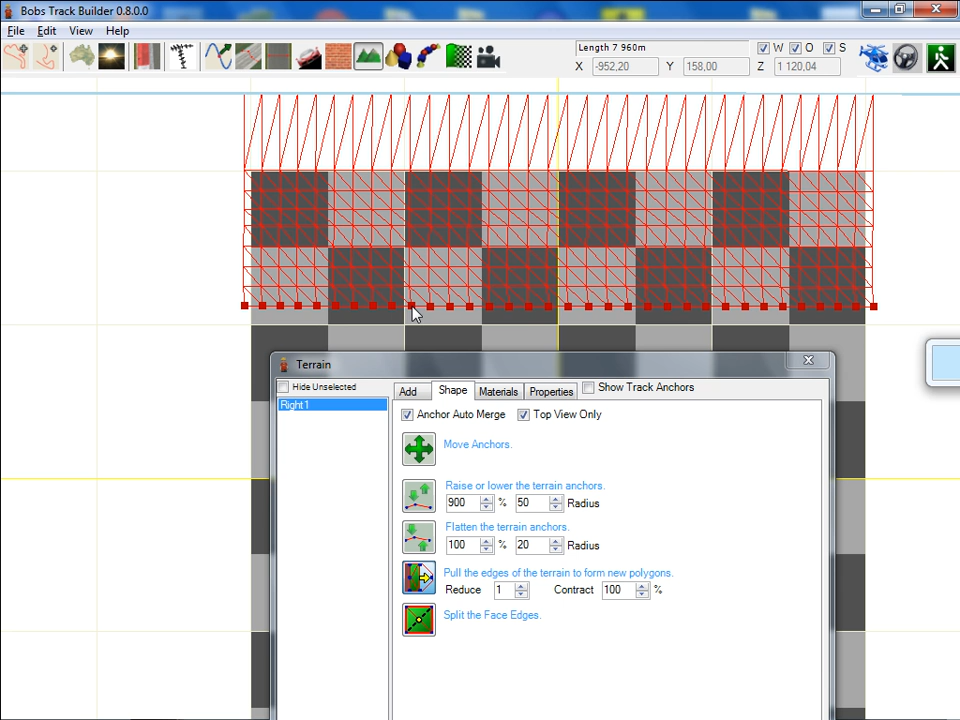 Bobs Track Builder 0.8.0.0
File Edit View Help
Length 7 960m
W O S
X -952,20 Y 158,00 Z 1 120,04
Terrain
Hide Unselected
Right1
Add Shape Materials Properties Show Track Anchors
Anchor Auto Merge Top View Only
Move Anchors.
Raise or lower the terrain anchors.
900 % 50 Radius
Flatten the terrain anchors.
100 % 20 Radius
Pull the edges of the terrain to form new polygons.
Reduce 1 Contract 100 %
Split the Face Edges.